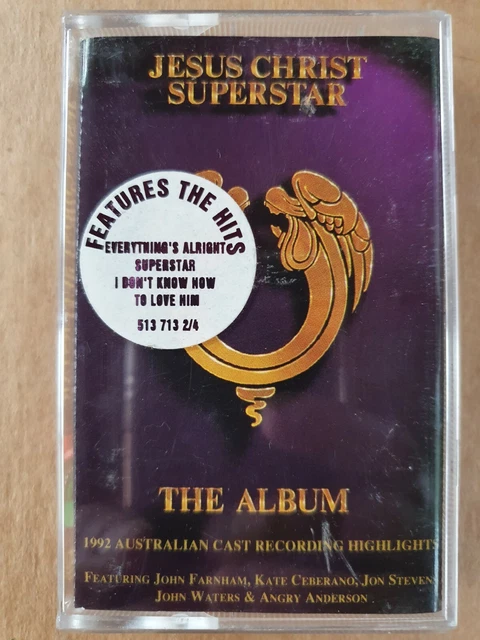 JESUS CHRIST
SUPERSTAR
FEATURES THE HITS
EVERYTHING'S ALRIGHT
SUPERSTAR
I DON'T KNOW HOW
TO LOVE HIM
513 713 2/4
THE ALBUM
1992 AUSTRALIAN CAST RECORDING HIGHLIGHTS
FEATURING JOHN FARNHAM, KATE CEBERANO, JON STEVENS
JOHN WATERS & ANGRY ANDERSON